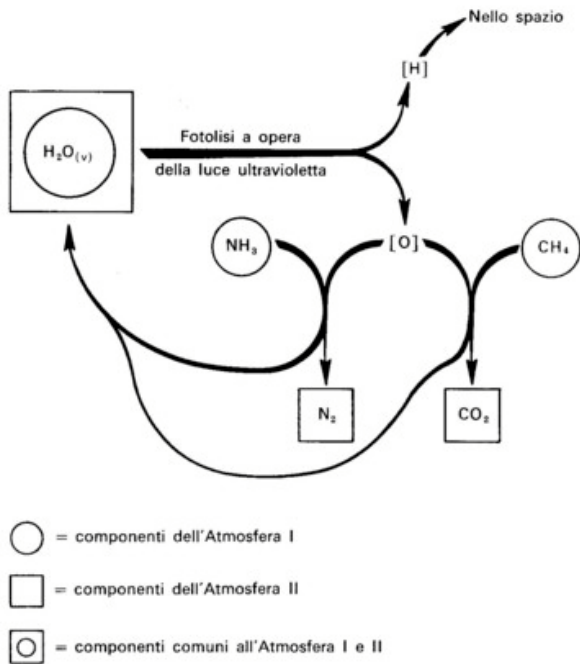 Nello spazio
[H]
H₂O(v)
Fotolisi a opera
della luce ultravioletta
NH₃
[O]
CH₄
N₂
CO₂
= componenti dell'Atmosfera I
= componenti dell'Atmosfera II
= componenti comuni all'Atmosfera I e II